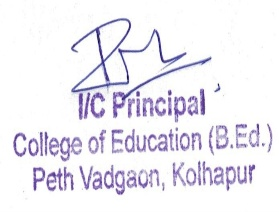 I/C Principal
College of Education (B.Ed.)
Peth Vadgaon, Kolhapur